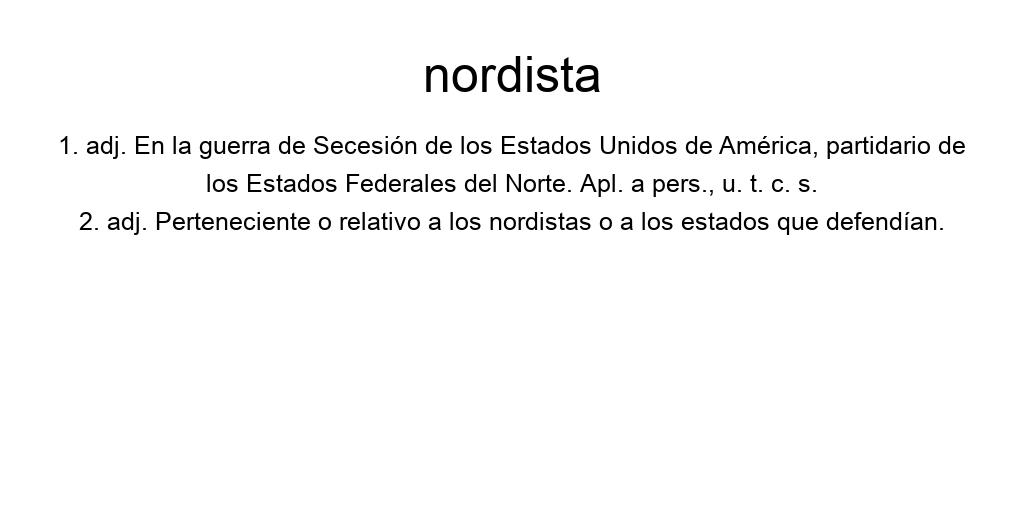 nordista
1. adj. En la guerra de Secesión de los Estados Unidos de América, partidario de
los Estados Federales del Norte. Apl. a pers., u. t. c. s.
2. adj. Perteneciente o relativo a los nordistas o a los estados que defendían.